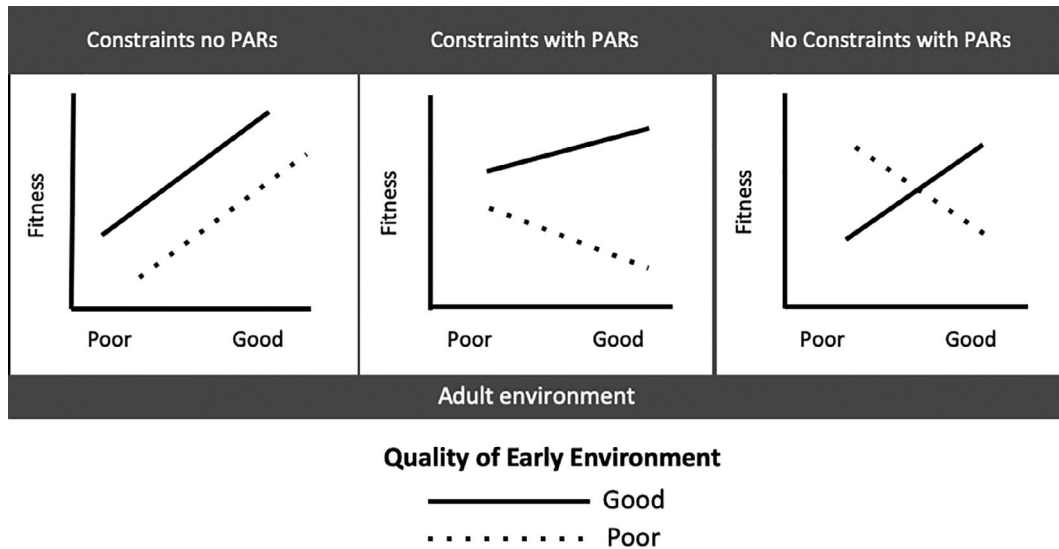 Constraints no PARs
Constraints with PARs
No Constraints with PARs
Fitness
Poor
Good
Fitness
Poor
Good
Fitness
Poor
Good
Adult environment
Quality of Early Environment
Good
Poor